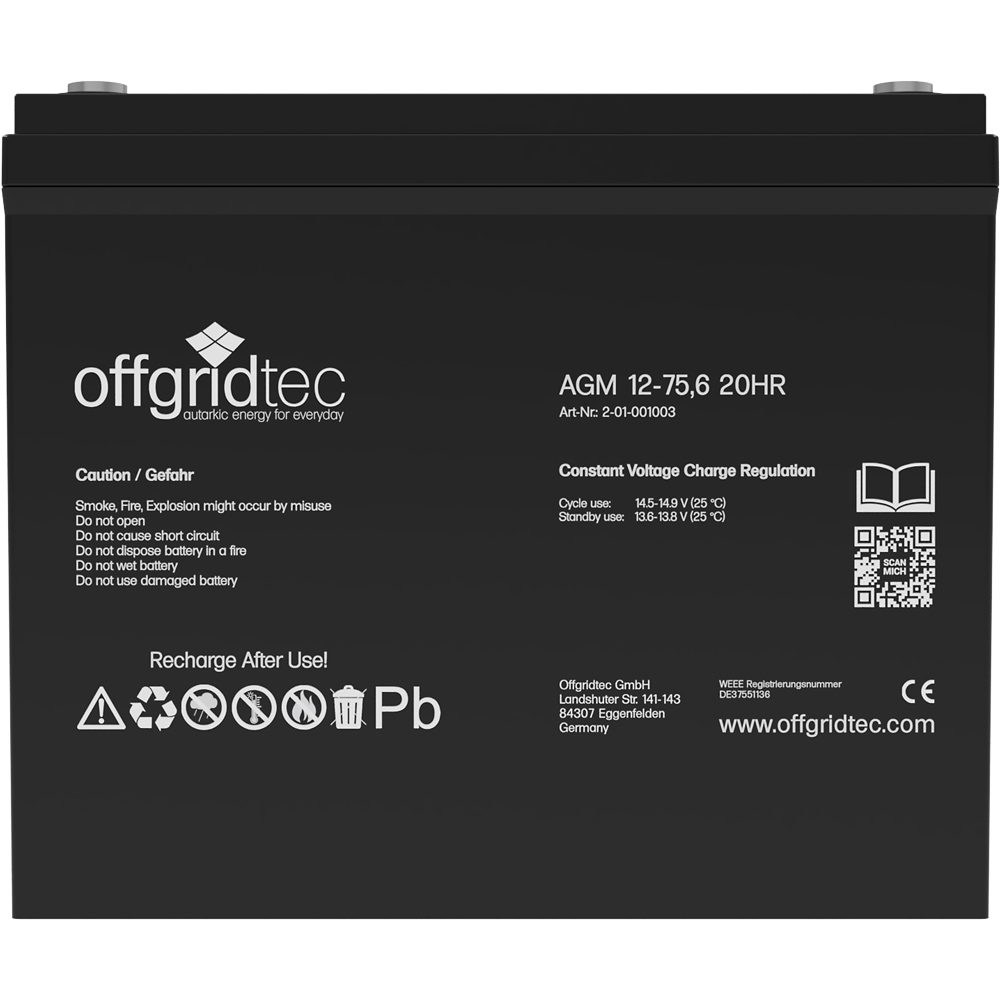 offgridtec
autarkic energy for everyday
AGM 12-75,6 20HR
Art-Nr.: 2-01-001003
Caution / Gefahr
Smoke, Fire, Explosion might occur by misuse
Do not open
Do not cause short circuit
Do not dispose battery in a fire
Do not wet battery
Do not use damaged battery
Constant Voltage Charge Regulation
Cycle use: 14.5-14.9 V (25 °C)
Standby use: 13.6-13.8 V (25 °C)
SCAN
MICH
Recharge After Use!
Pb
Offgridtec GmbH
Landshuter Str. 141-143
84307 Eggenfelden
Germany
WEEE Registrierungsnummer
DE37551136
CE
www.offgridtec.com